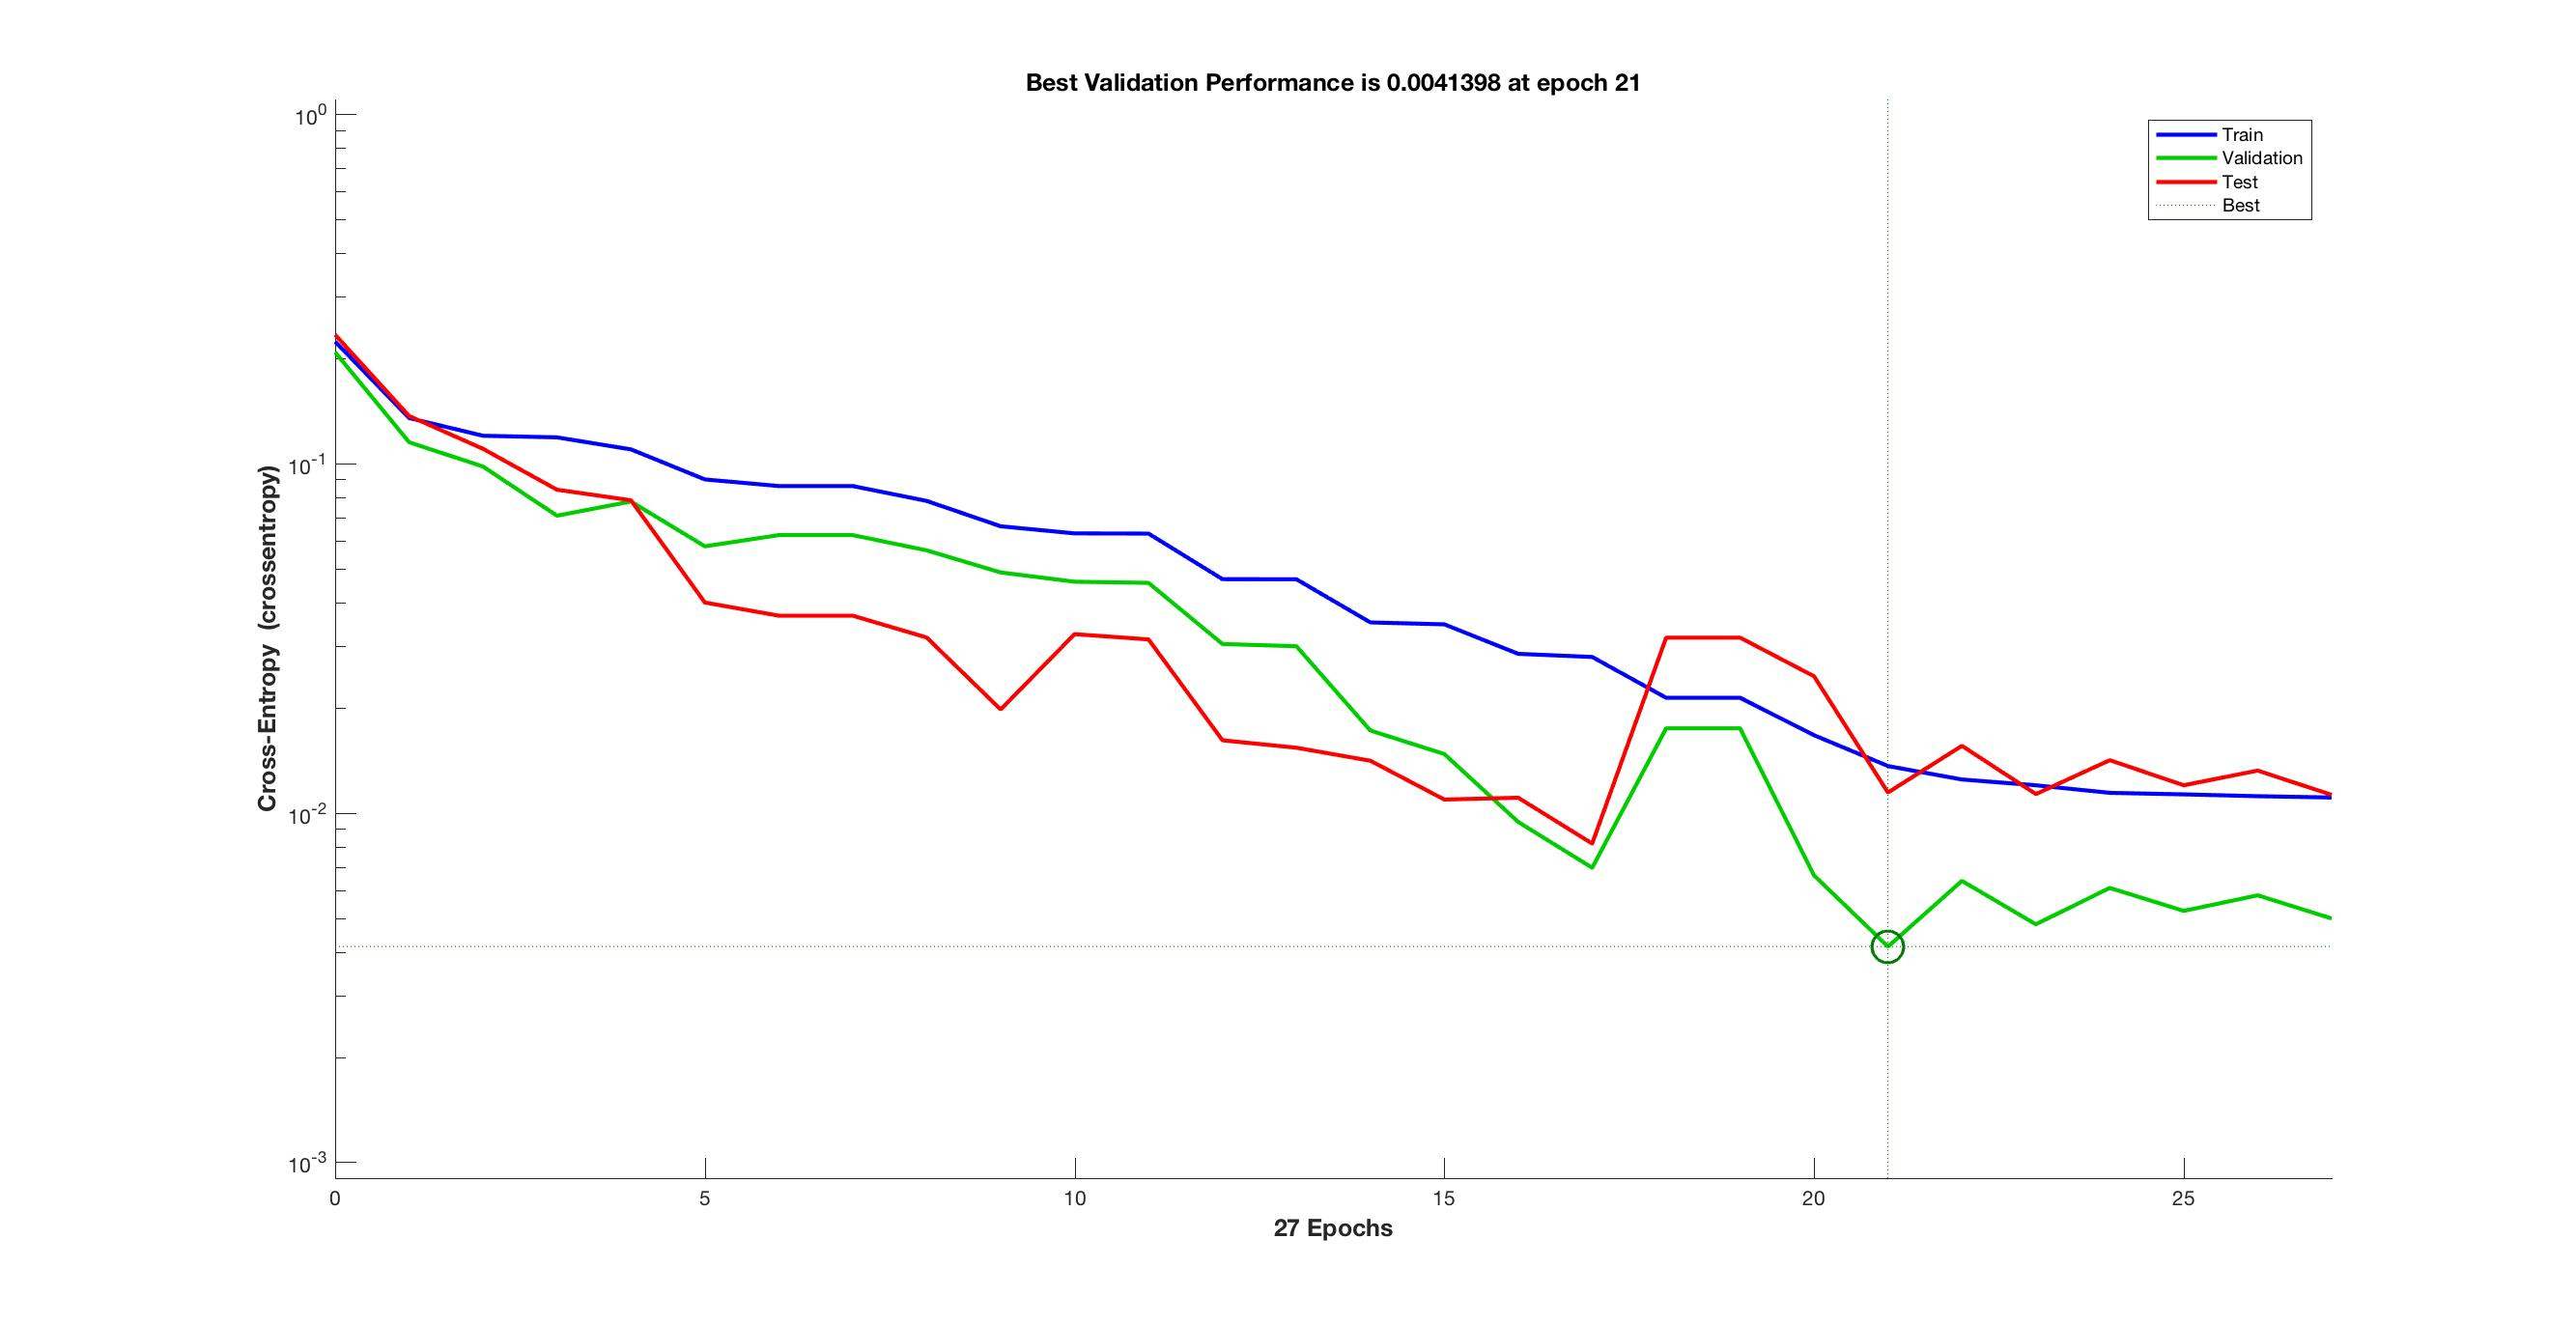 Best Validation Performance is 0.0041398 at epoch 21
10^0
10^-1
10^-2
10^-3
Cross-Entropy (crossentropy)
Train
Validation
Test
Best
0 5 10 15 20 25
27 Epochs